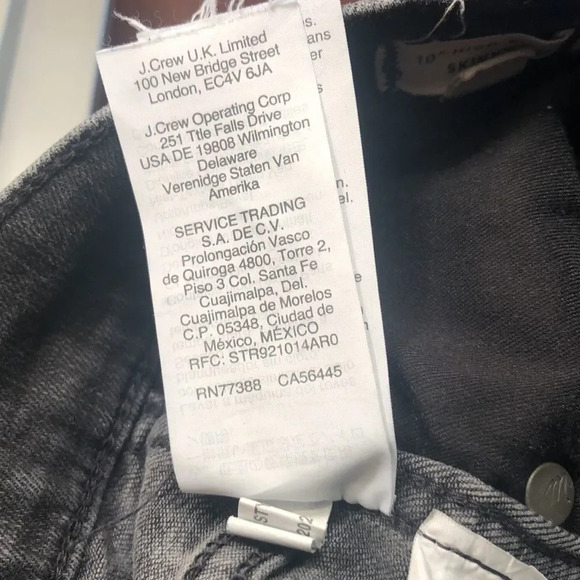 J.Crew U.K. Limited
100 New Bridge Street
London, EC4V 6JA
J.Crew Operating Corp
251 Ttle Falls Drive
USA DE 19808 Wilmington
Delaware
Verenidge Staten Van
Amerika
SERVICE TRADING
S.A. DE C.V.
Prolongación Vasco
de Quiroga 4800, Torre 2,
Piso 3 Col. Santa Fe
Cuajimalpa, Del.
Cuajimalpa de Morelos
C.P. 05348, Ciudad de
México, MÉXICO
RFC: STR921014AR0
RN77388 CA56445